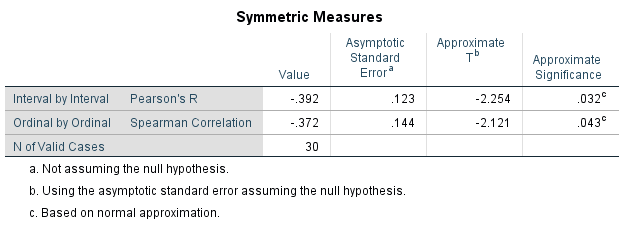 Symmetric Measures
Value Asymptotic Standard Error^a Approximate T^b Approximate Significance
Interval by Interval Pearson's R -.392 .123 -2.254 .032^c
Ordinal by Ordinal Spearman Correlation -.372 .144 -2.121 .043^c
N of Valid Cases 30
a. Not assuming the null hypothesis.
b. Using the asymptotic standard error assuming the null hypothesis.
c. Based on normal approximation.